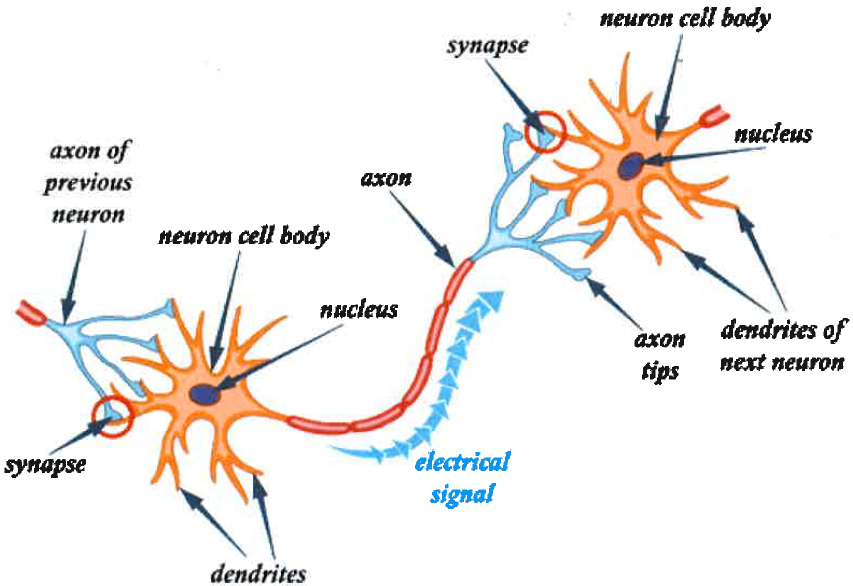 neuron cell body
synapse
nucleus
axon of
previous
neuron
axon
neuron cell body
nucleus
axon
tips
dendrites of
next neuron
synapse
electrical
signal
dendrites